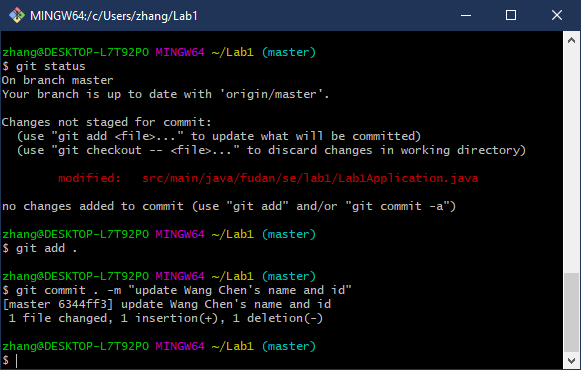 MINGW64:/c/Users/zhang/Lab1
zhang@DESKTOP-L7T92PO MINGW64 ~/Lab1 (master)
$ git status
On branch master
Your branch is up to date with 'origin/master'.
Changes not staged for commit:
(use "git add <file>..." to update what will be committed)
(use "git checkout -- <file>..." to discard changes in working directory)
modified: src/main/java/fudan/se/lab1/Lab1Application.java
no changes added to commit (use "git add" and/or "git commit -a")
zhang@DESKTOP-L7T92PO MINGW64 ~/Lab1 (master)
$ git add .
zhang@DESKTOP-L7T92PO MINGW64 ~/Lab1 (master)
$ git commit . -m "update Wang Chen's name and id"
[master 6344ff3] update Wang Chen's name and id
1 file changed, 1 insertion(+), 1 deletion(-)
zhang@DESKTOP-L7T92PO MINGW64 ~/Lab1 (master)
$